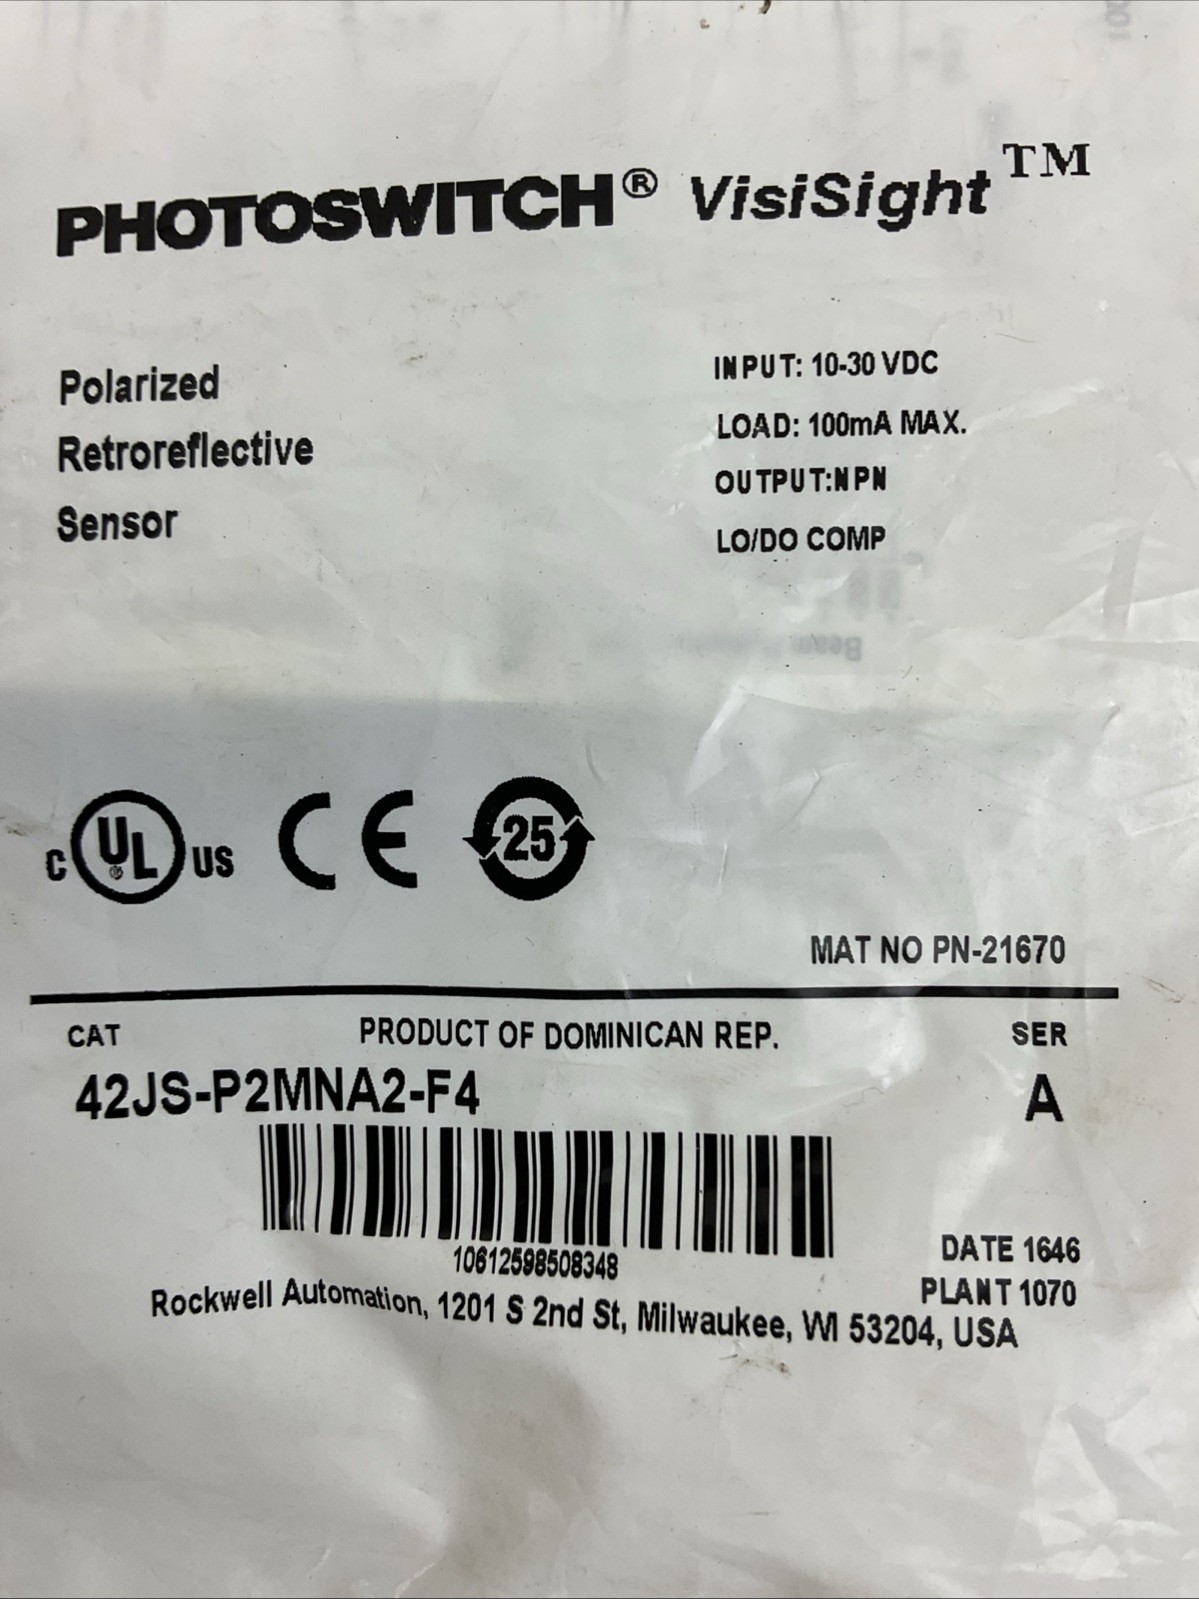 PHOTOSWITCH® VisiSight™
Polarized
Retroreflective
Sensor
INPUT: 10-30 VDC
LOAD: 100mA MAX.
OUTPUT:NPN
LO/DO COMP
C UL® US CE 25
MAT NO PN-21670
CAT PRODUCT OF DOMINICAN REP. SER
42JS-P2MNA2-F4 A
10612598508348
DATE 1646
PLANT 1070
Rockwell Automation, 1201 S 2nd St, Milwaukee, WI 53204, USA